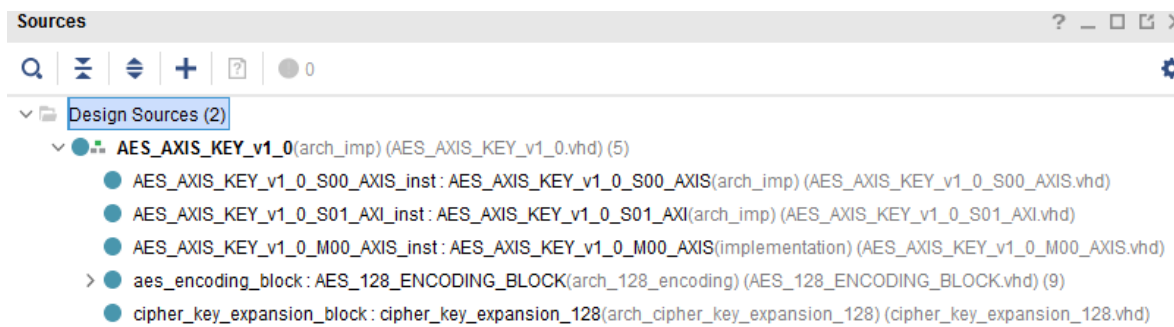 Sources
0
Design Sources (2)
AES_AXIS_KEY_v1_0(arch_imp) (AES_AXIS_KEY_v1_0.vhd) (5)
AES_AXIS_KEY_v1_0_S00_AXIS_inst : AES_AXIS_KEY_v1_0_S00_AXIS(arch_imp) (AES_AXIS_KEY_v1_0_S00_AXIS.vhd)
AES_AXIS_KEY_v1_0_S01_AXI_inst : AES_AXIS_KEY_v1_0_S01_AXI(arch_imp) (AES_AXIS_KEY_v1_0_S01_AXI.vhd)
AES_AXIS_KEY_v1_0_M00_AXIS_inst : AES_AXIS_KEY_v1_0_M00_AXIS(implementation) (AES_AXIS_KEY_v1_0_M00_AXIS.vhd)
aes_encoding_block : AES_128_ENCODING_BLOCK(arch_128_encoding) (AES_128_ENCODING_BLOCK.vhd) (9)
cipher_key_expansion_block : cipher_key_expansion_128(arch_cipher_key_expansion_128) (cipher_key_expansion_128.vhd)